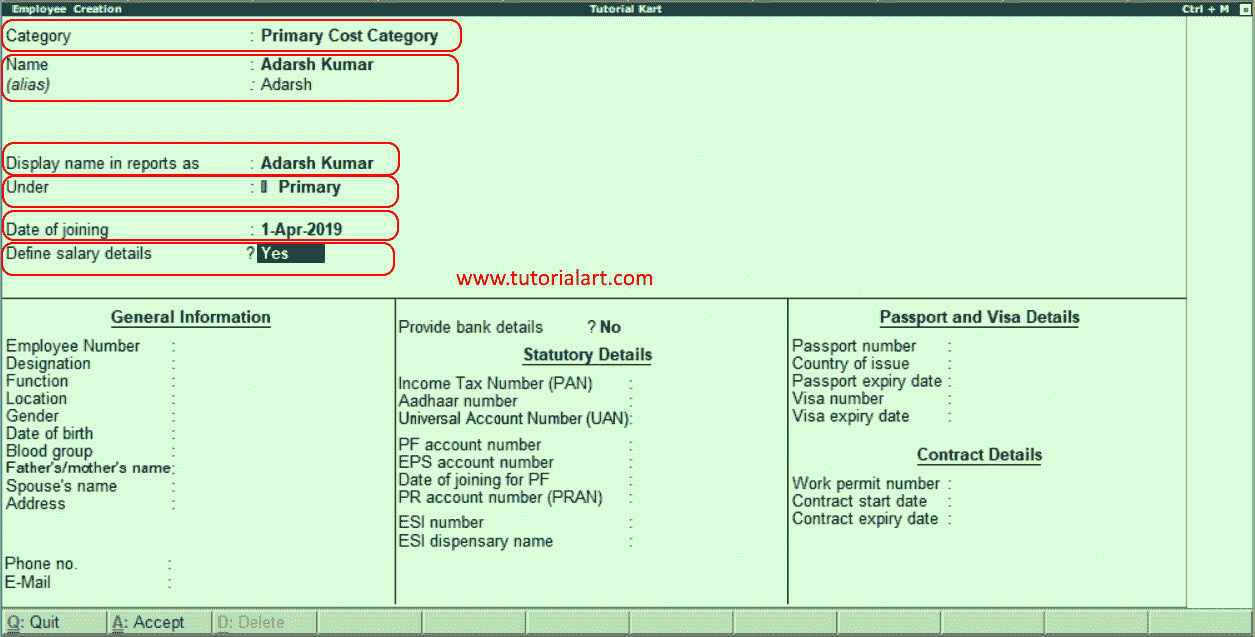 Employee Creation Tutorial Kart Ctrl + M
Category : Primary Cost Category
Name : Adarsh Kumar
(alias) : Adarsh
Display name in reports as : Adarsh Kumar
Under : Primary
Date of joining : 1-Apr-2019
Define salary details ? Yes
www.tutorialart.com
General Information
Employee Number :
Designation :
Function :
Location :
Gender :
Date of birth :
Blood group :
Father's/mother's name:
Spouse's name :
Address :
Phone no. :
E-Mail :
Provide bank details ? No
Statutory Details
Income Tax Number (PAN) :
Aadhaar number :
Universal Account Number (UAN):
PF account number :
EPS account number :
Date of joining for PF :
PR account number (PRAN) :
ESI number :
ESI dispensary name :
Passport and Visa Details
Passport number :
Country of issue :
Passport expiry date :
Visa number :
Visa expiry date :
Contract Details
Work permit number :
Contract start date :
Contract expiry date :
Q: Quit A: Accept D: Delete